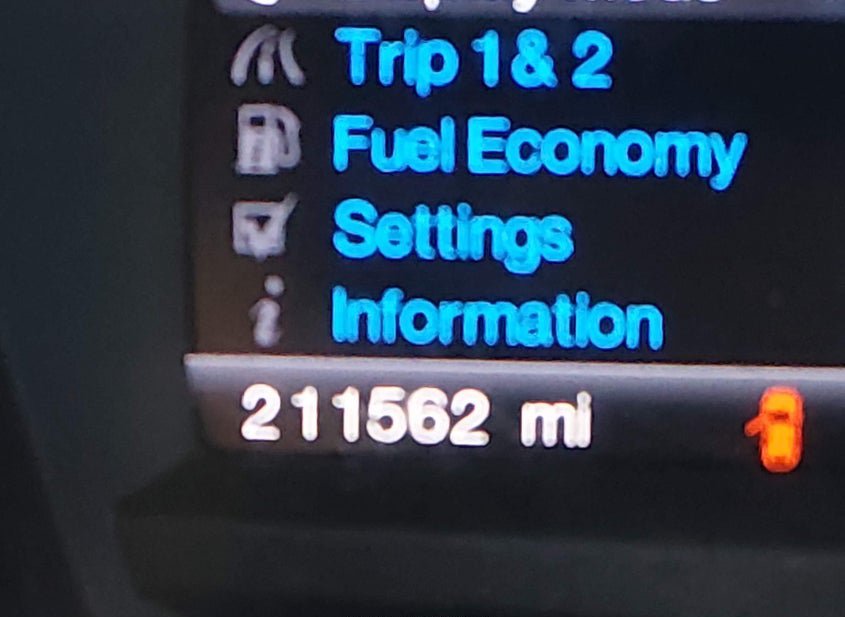 Trip 1 & 2
Fuel Economy
Settings
Information
211562 mi